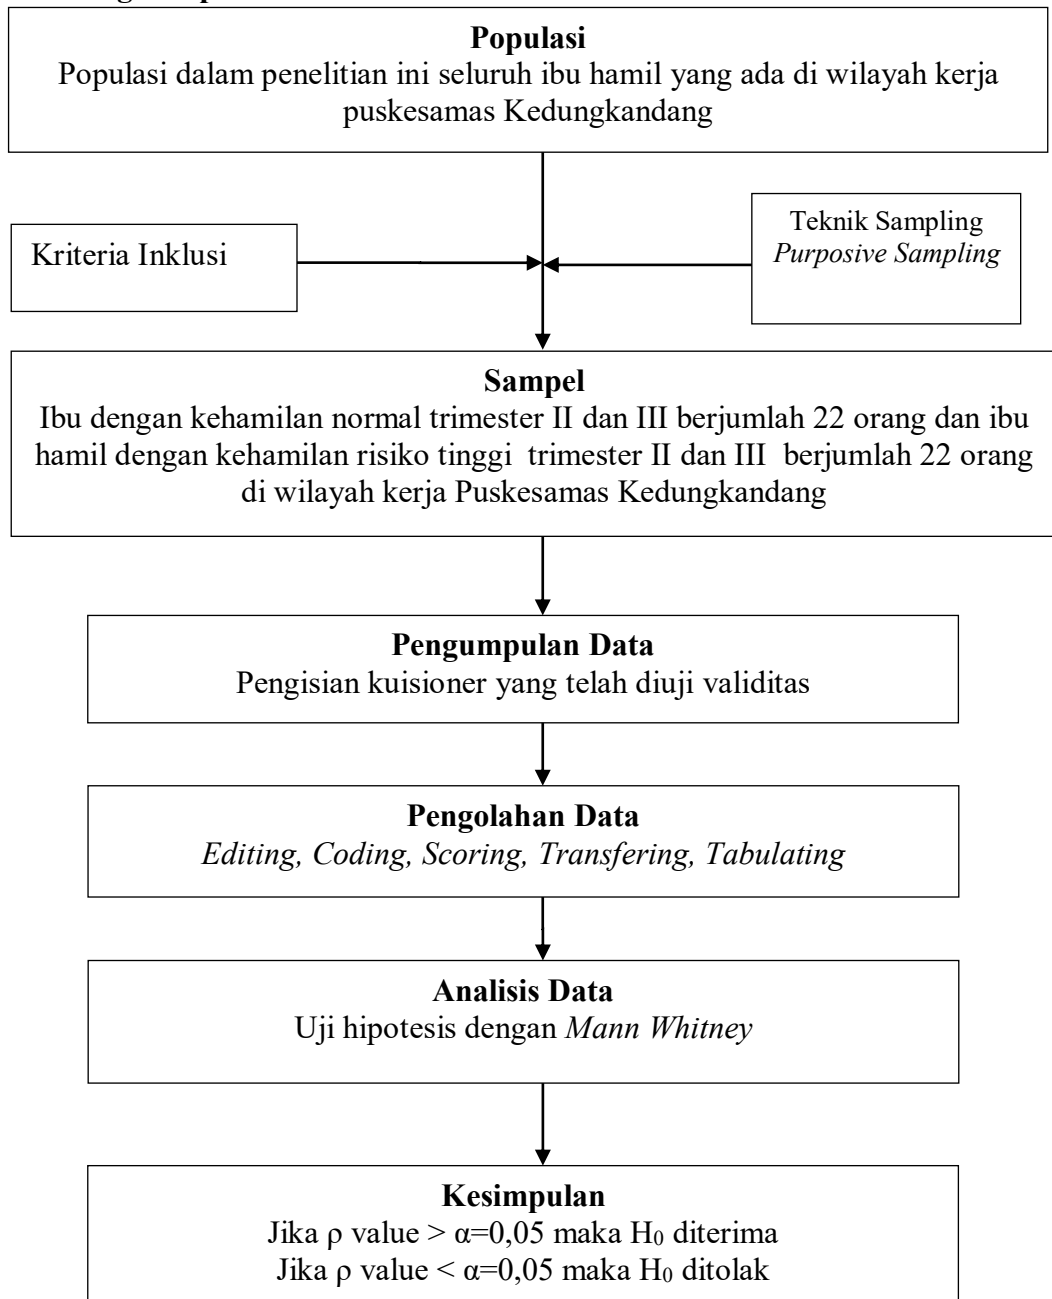 Populasi
Populasi dalam penelitian ini seluruh ibu hamil yang ada di wilayah kerja
puskesamas Kedungkandang
Kriteria Inklusi
Teknik Sampling
Purposive Sampling
Sampel
Ibu dengan kehamilan normal trimester II dan III berjumlah 22 orang dan ibu
hamil dengan kehamilan risiko tinggi trimester II dan III berjumlah 22 orang
di wilayah kerja Puskesamas Kedungkandang
Pengumpulan Data
Pengisian kuisioner yang telah diuji validitas
Pengolahan Data
Editing, Coding, Scoring, Transfering, Tabulating
Analisis Data
Uji hipotesis dengan Mann Whitney
Kesimpulan
Jika ρ value > α=0,05 maka H₀ diterima
Jika ρ value < α=0,05 maka H₀ ditolak